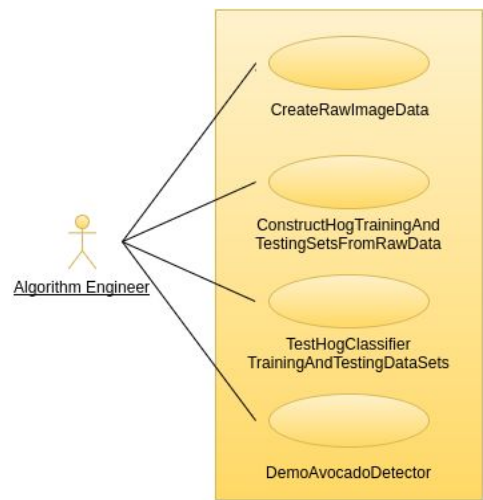 CreateRawImageData
ConstructHogTrainingAnd
TestingSetsFromRawData
Algorithm Engineer
TestHogClassifier
TrainingAndTestingDataSets
DemoAvocadoDetector